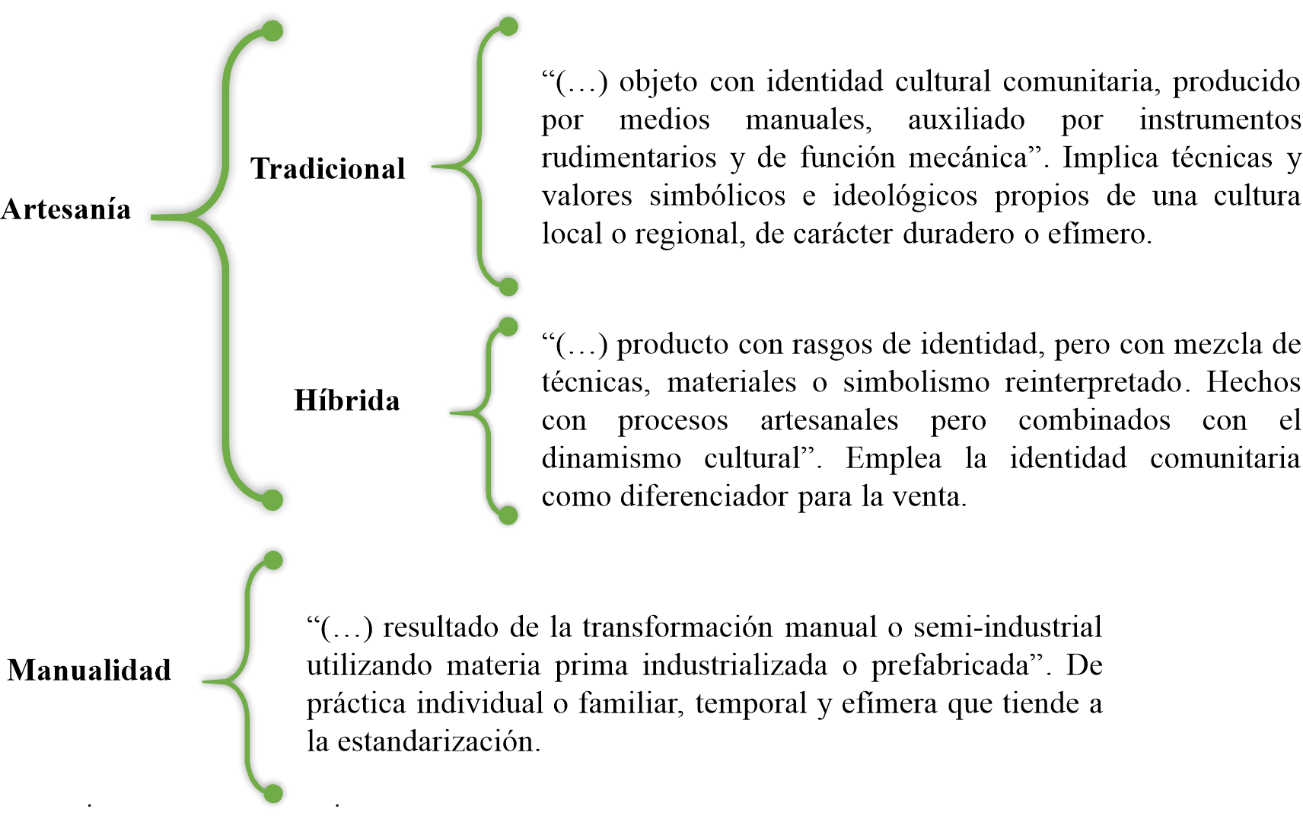 Artesanía
Tradicional
“(…) objeto con identidad cultural comunitaria, producido
por medios manuales, auxiliado por instrumentos
rudimentarios y de función mecánica”. Implica técnicas y
valores simbólicos e ideológicos propios de una cultura
local o regional, de carácter duradero o efímero.
Híbrida
“(…) producto con rasgos de identidad, pero con mezcla de
técnicas, materiales o simbolismo reinterpretado. Hechos
con procesos artesanales pero combinados con el
dinamismo cultural”. Emplea la identidad comunitaria
como diferenciador para la venta.
Manualidad
“(…) resultado de la transformación manual o semi-industrial
utilizando materia prima industrializada o prefabricada”. De
práctica individual o familiar, temporal y efímera que tiende a
la estandarización.
. .